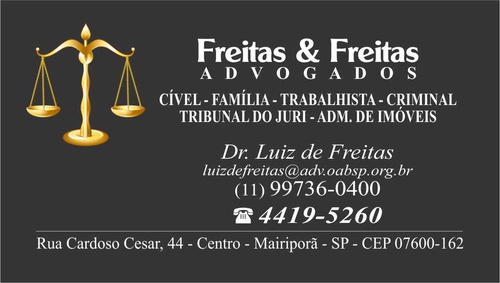 Freitas & Freitas
ADVOGADOS
CÍVEL - FAMÍLIA - TRABALHISTA - CRIMINAL
TRIBUNAL DO JURI - ADM. DE IMÓVEIS
Dr. Luiz de Freitas
luizdefreitas@adv.oabsp.org.br
(11) 99736-0400
☎ 4419-5260
Rua Cardoso Cesar, 44 - Centro - Mairiporã - SP - CEP 07600-162